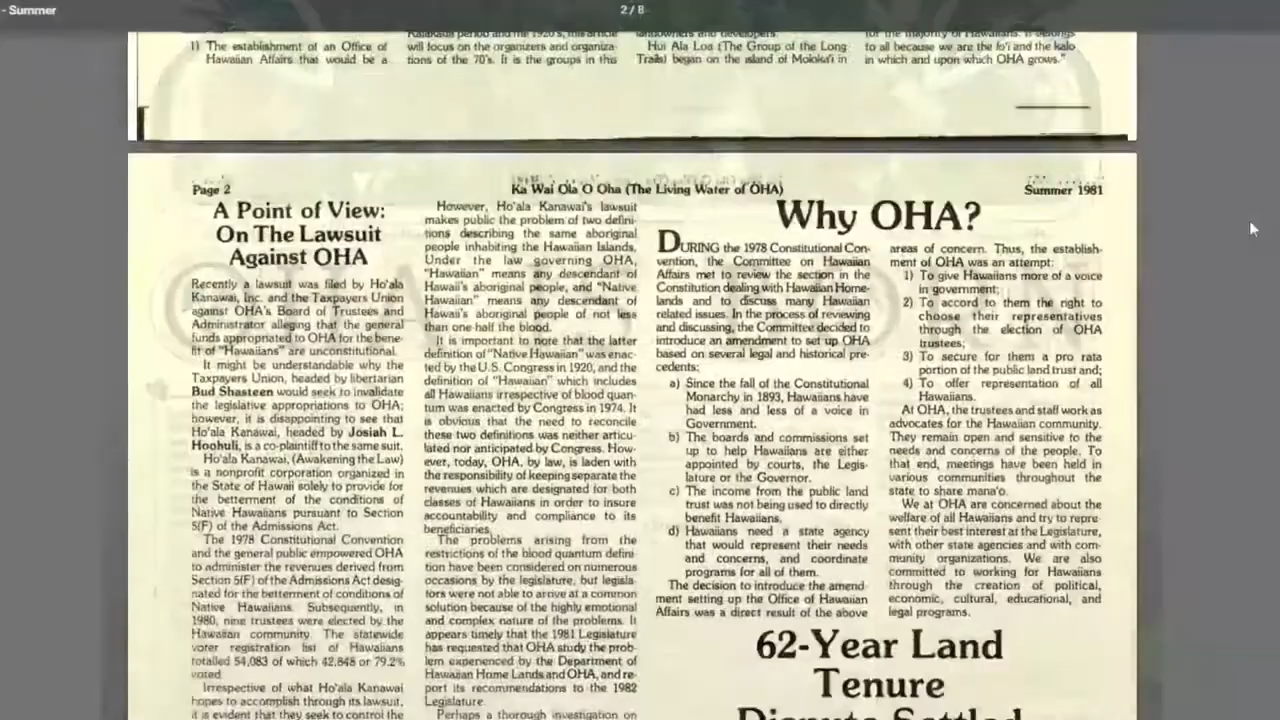 - Summer
2 / 8
1) The establishment of an Office of
Hawaiian Affairs that would be a
Kalakaua period and the 1920's, this article
will focus on the organizers and organiza-
tions of the 70's. It is the groups in this
landowners and developers.
Hui Ala Loa (The Group of the Long
Trails) began on the island of Moloka'i in
for the majority of Hawaiians. It belongs
to all because we are the lo'i and the kalo
in which and upon which OHA grows."
Page 2
Ka Wai Ola O Oha (The Living Water of OHA)
Summer 1981
A Point of View:
On The Lawsuit
Against OHA
Recently a lawsuit was filed by Ho'ala
Kanawai, Inc. and the Taxpayers Union
against OHA's Board of Trustees and
Administrator alleging that the general
funds appropriated to OHA for the bene-
fit of "Hawaiians" are unconstitutional.
It might be understandable why the
Taxpayers Union, headed by libertarian
Bud Shasteen would seek to invalidate
the legislative appropriations to OHA;
however, it is disappointing to see that
Ho'ala Kanawai, headed by Josiah L.
Hoohuli, is a co-plaintiff to the same suit.
Ho'ala Kanawai, (Awakening the Law)
is a nonprofit corporation organized in
the State of Hawaii solely to provide for
the betterment of the conditions of
Native Hawaiians pursuant to Section
5(F) of the Admissions Act.
The 1978 Constitutional Convention
and the general public empowered OHA
to administer the revenues derived from
Section 5(F) of the Admissions Act desig-
nated for the betterment of conditions of
Native Hawaiians. Subsequently, in
1980, nine trustees were elected by the
Hawaiian community. The statewide
voter registration list of Hawaiians
totalled 54,083 of which 42,848 or 79.2%
voted.
Irrespective of what Ho'ala Kanawai
hopes to accomplish through its lawsuit,
it is evident that they seek to control the
However, Ho'ala Kanawai's lawsuit
makes public the problem of two defini-
tions describing the same aboriginal
people inhabiting the Hawaiian Islands.
Under the law governing OHA,
"Hawaiian" means any descendant of
Hawaii's aboriginal people, and "Native
Hawaiian" means any descendant of
Hawaii's aboriginal people of not less
than one-half the blood.
It is important to note that the latter
definition of "Native Hawaiian" was enac-
ted by the U.S. Congress in 1920, and the
definition of "Hawaiian" which includes
all Hawaiians irrespective of blood quan-
tum was enacted by Congress in 1974. It
is obvious that the need to reconcile
these two definitions was neither articu-
lated nor anticipated by Congress. How-
ever, today, OHA, by law, is laden with
the responsibility of keeping separate the
revenues which are designated for both
classes of Hawaiians in order to insure
accountability and compliance to its
beneficiaries.
The problems arising from the
restrictions of the blood quantum defini-
tion have been considered on numerous
occasions by the legislature, but legisla-
tors were not able to arrive at a common
solution because of the highly emotional
and complex nature of the problems. It
appears timely that the 1981 Legislature
has requested that OHA study the prob-
lem experienced by the Department of
Hawaiian Home Lands and OHA, and re-
port its recommendations to the 1982
Legislature.
Perhaps a thorough investigation on
Why OHA?
DURING the 1978 Constitutional Con-
vention, the Committee on Hawaiian
Affairs met to review the section in the
Constitution dealing with Hawaiian Home-
lands and to discuss many Hawaiian
related issues. In the process of reviewing
and discussing, the Committee decided to
introduce an amendment to set up OHA
based on several legal and historical pre-
cedents:
a) Since the fall of the Constitutional
Monarchy in 1893, Hawaiians have
had less and less of a voice in
Government.
b) The boards and commissions set
up to help Hawaiians are either
appointed by courts, the Legis-
lature or the Governor.
c) The income from the public land
trust was not being used to directly
benefit Hawaiians.
d) Hawaiians need a state agency
that would represent their needs
and concerns, and coordinate
programs for all of them.
The decision to introduce the amend-
ment setting up the Office of Hawaiian
Affairs was a direct result of the above
areas of concern. Thus, the establish-
ment of OHA was an attempt:
1) To give Hawaiians more of a voice
in government;
2) To accord to them the right to
choose their representatives
through the election of OHA
trustees;
3) To secure for them a pro rata
portion of the public land trust and;
4) To offer representation of all
Hawaiians.
At OHA, the trustees and staff work as
advocates for the Hawaiian community.
They remain open and sensitive to the
needs and concerns of the people. To
that end, meetings have been held in
various communities throughout the
state to share mana'o.
We at OHA are concerned about the
welfare of all Hawaiians and try to repre-
sent their best interest at the Legislature,
with other state agencies and with com-
munity organizations. We are also
committed to working for Hawaiians
through the creation of political,
economic, cultural, educational, and
legal programs.
62-Year Land
Tenure
Dispute Settled